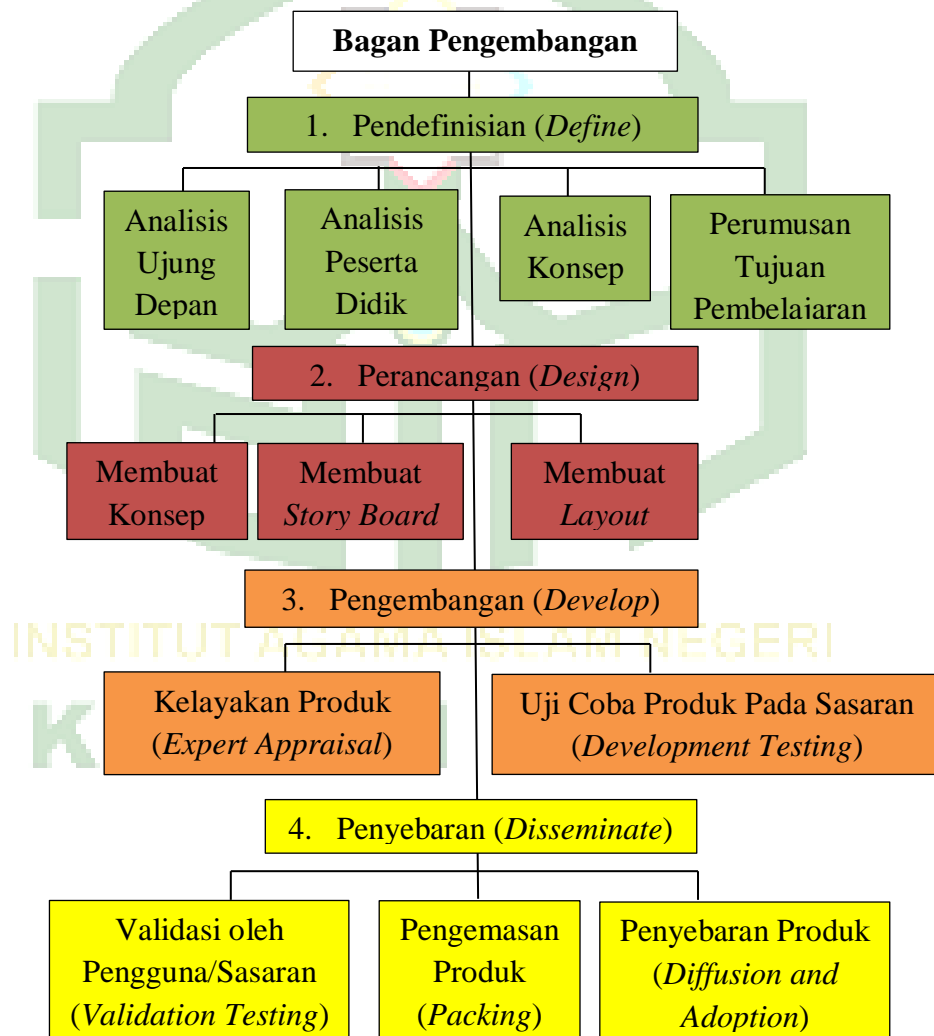 Bagan Pengembangan
1. Pendefinisian (Define)
Analisis
Ujung
Depan
Analisis
Peserta
Didik
Analisis
Konsep
Perumusan
Tujuan
Pembelajaran
2. Perancangan (Design)
Membuat
Konsep
Membuat
Story Board
Membuat
Layout
3. Pengembangan (Develop)
INSTITUT AGAMA ISLAM NEGERI
Kelayakan Produk
(Expert Appraisal)
Uji Coba Produk Pada Sasaran
(Development Testing)
4. Penyebaran (Disseminate)
Validasi oleh
Pengguna/Sasaran
(Validation Testing)
Pengemasan
Produk
(Packing)
Penyebaran Produk
(Diffusion and
Adoption)